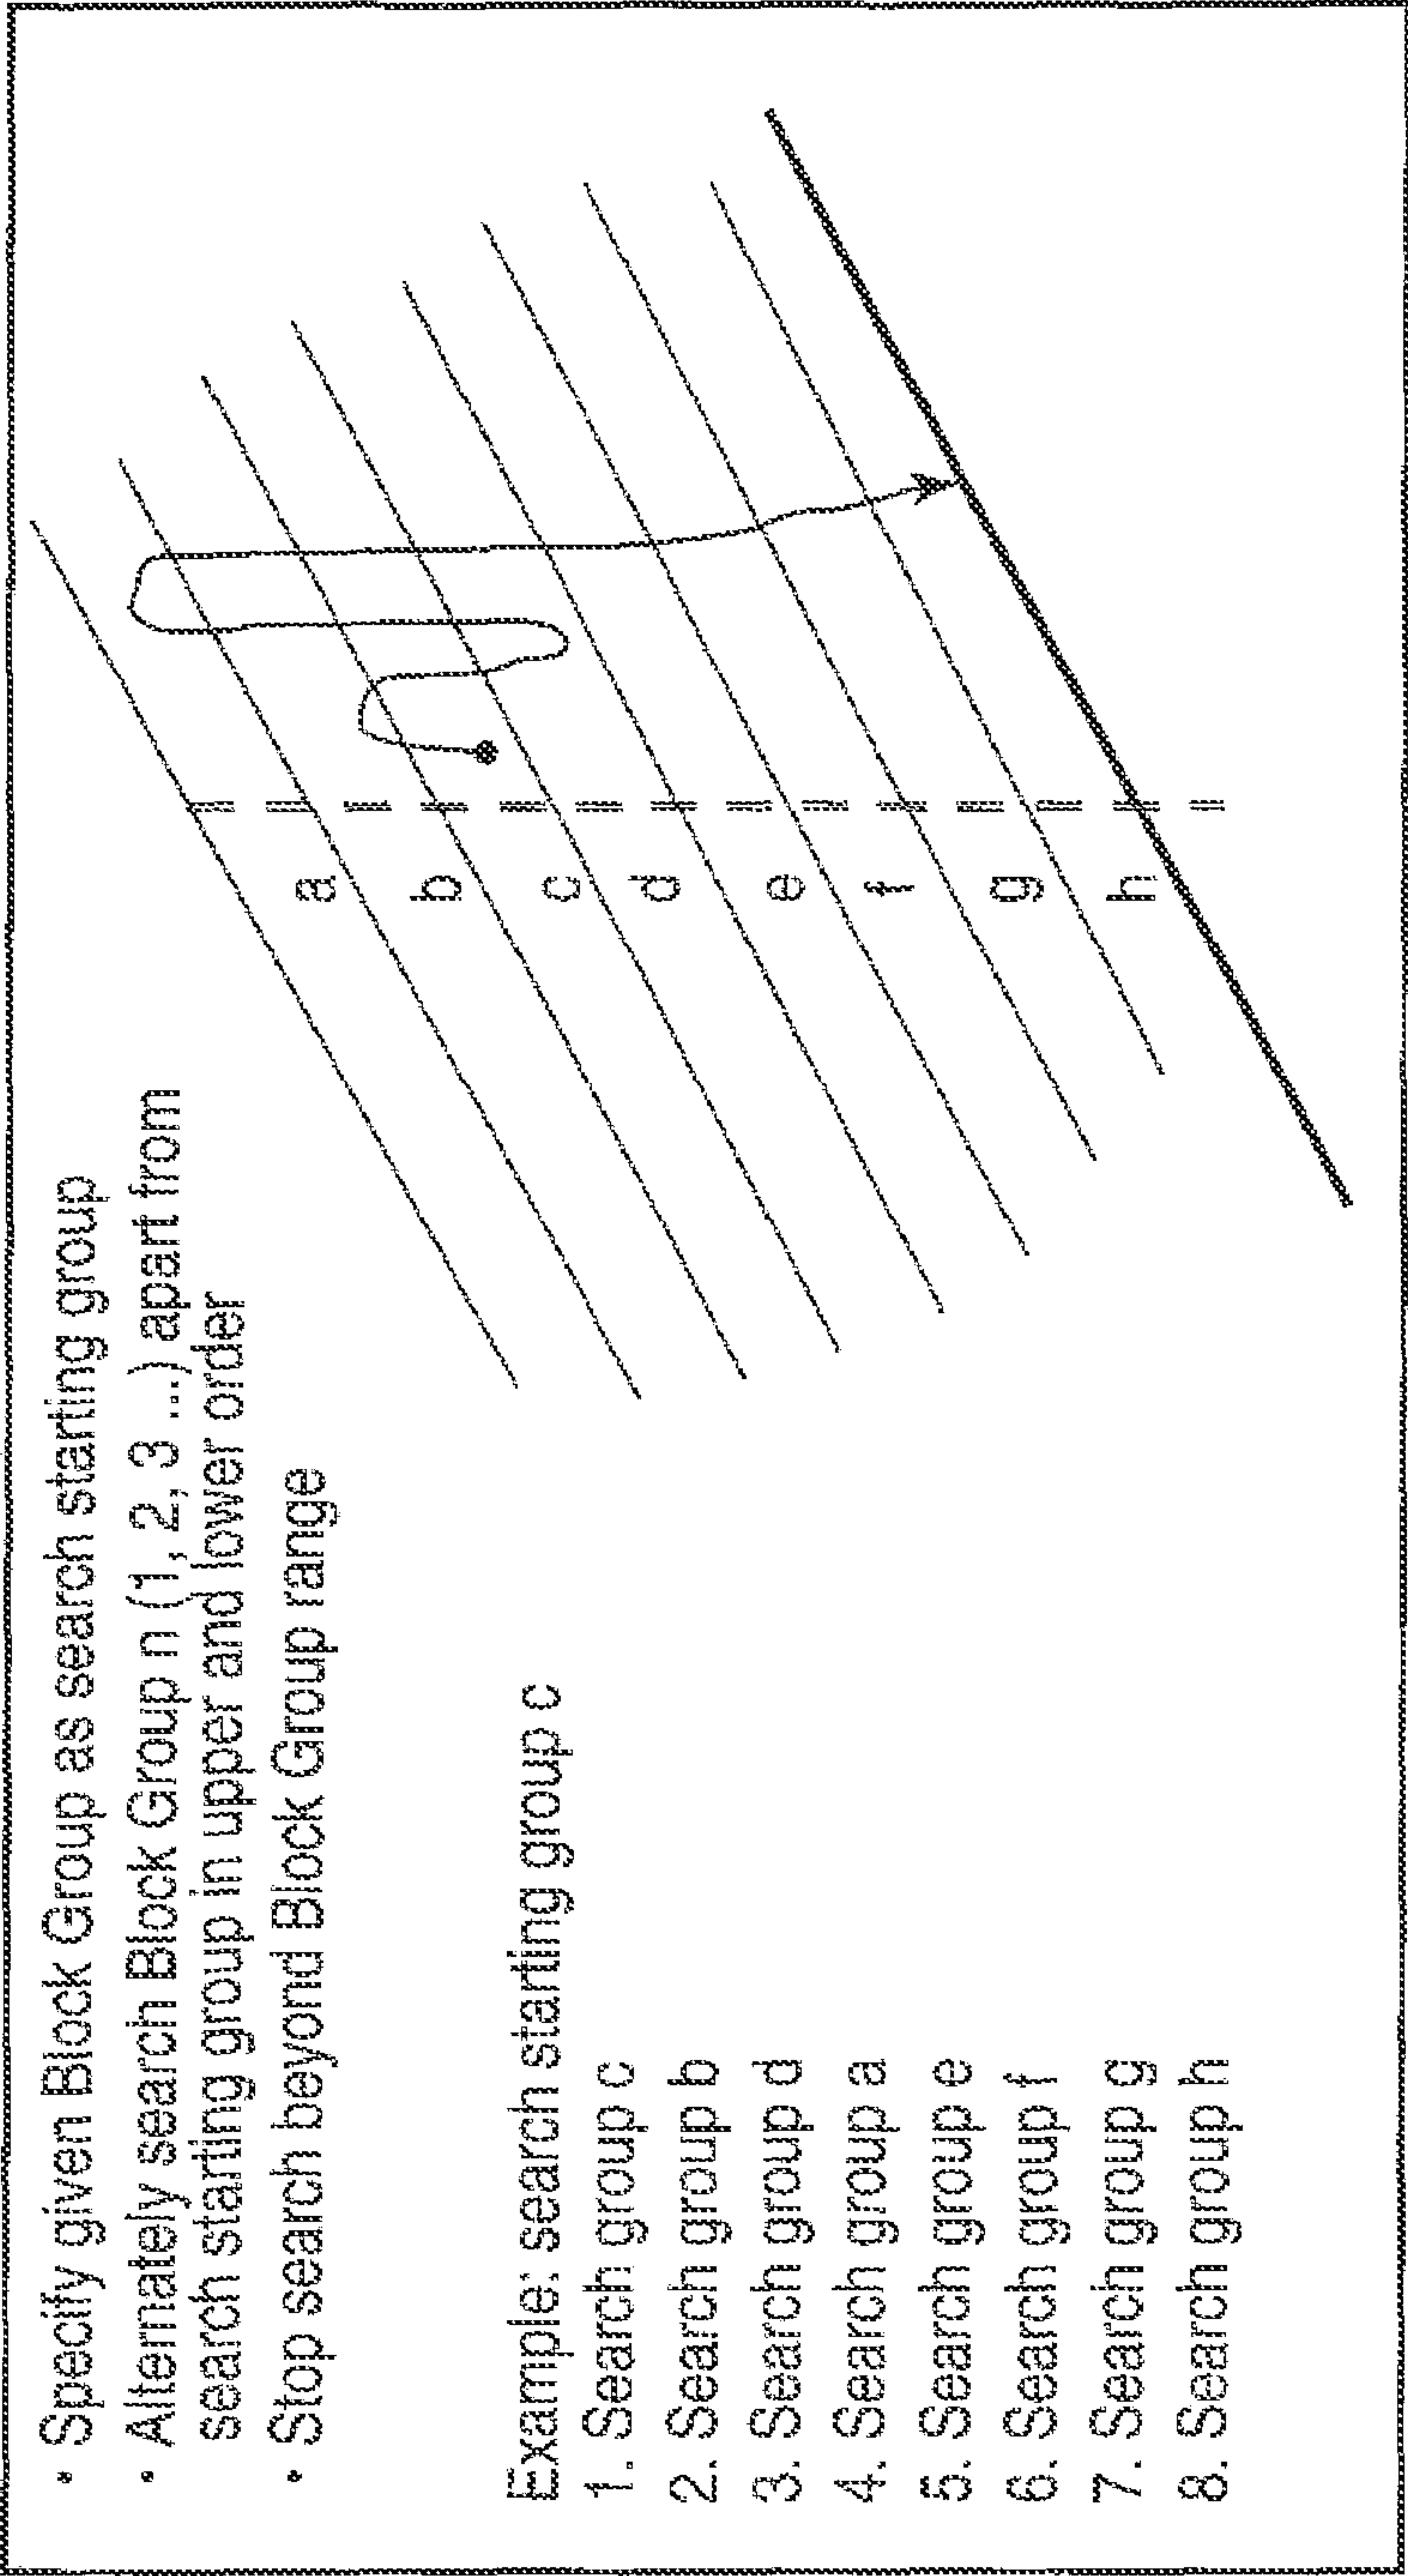 • Specify given Block Group as search starting group
• Alternately search Block Group n (1, 2, 3 ...) apart from
search starting group in upper and lower order
• Stop search beyond Block Group range
Example: search starting group c
1. Search group c
2. Search group b
3. Search group d
4. Search group a
5. Search group e
6. Search group f
7. Search group g
8. Search group h
a
b
c
d
e
f
g
h